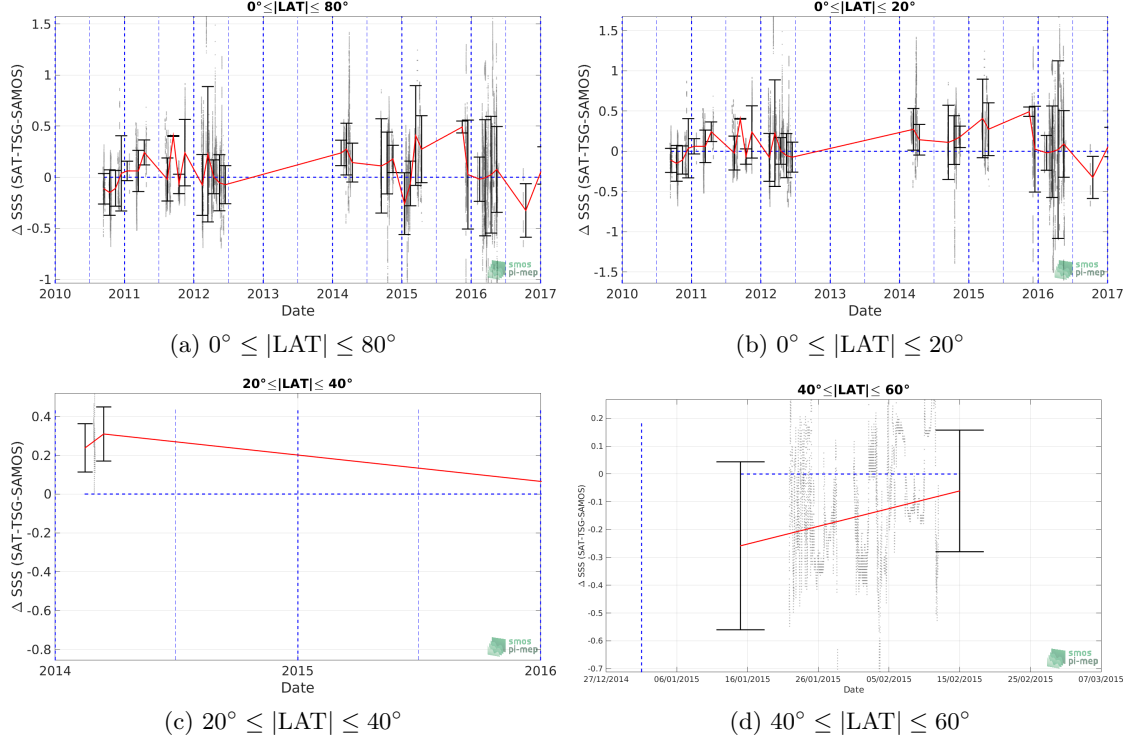 0°≤|LAT|≤ 80°
Δ SSS (SAT-TSG-SAMOS)
1.5
1
0.5
0
-0.5
-1
2010 2011 2012 2013 2014 2015 2016 2017
Date
smos
pi-mep
(a) 0° ≤ |LAT| ≤ 80°
0°≤|LAT|≤ 20°
Δ SSS (SAT-TSG-SAMOS)
1.5
1
0.5
0
-0.5
-1
-1.5
2010 2011 2012 2013 2014 2015 2016 2017
Date
smos
pi-mep
(b) 0° ≤ |LAT| ≤ 20°
20°≤|LAT|≤ 40°
Δ SSS (SAT-TSG-SAMOS)
0.4
0.2
0
-0.2
-0.4
-0.6
-0.8
2014 2015 2016
Date
smos
pi-mep
(c) 20° ≤ |LAT| ≤ 40°
40°≤|LAT|≤ 60°
Δ SSS (SAT-TSG-SAMOS)
0.2
0.1
0
-0.1
-0.2
-0.3
-0.4
-0.5
-0.6
-0.7
27/12/2014 06/01/2015 16/01/2015 26/01/2015 05/02/2015 15/02/2015 25/02/2015 07/03/2015
Date
smos
pi-mep
(d) 40° ≤ |LAT| ≤ 60°